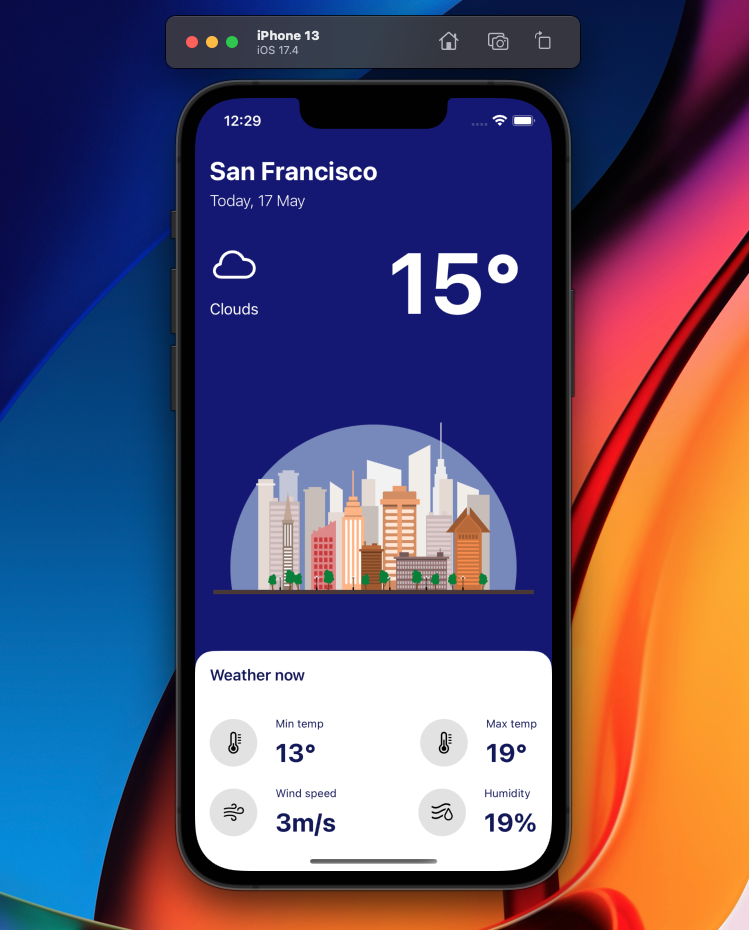 iPhone 13
iOS 17.4
12:29
San Francisco
Today, 17 May
15°
Clouds
Weather now
Min temp
13°
Max temp
19°
Wind speed
3m/s
Humidity
19%